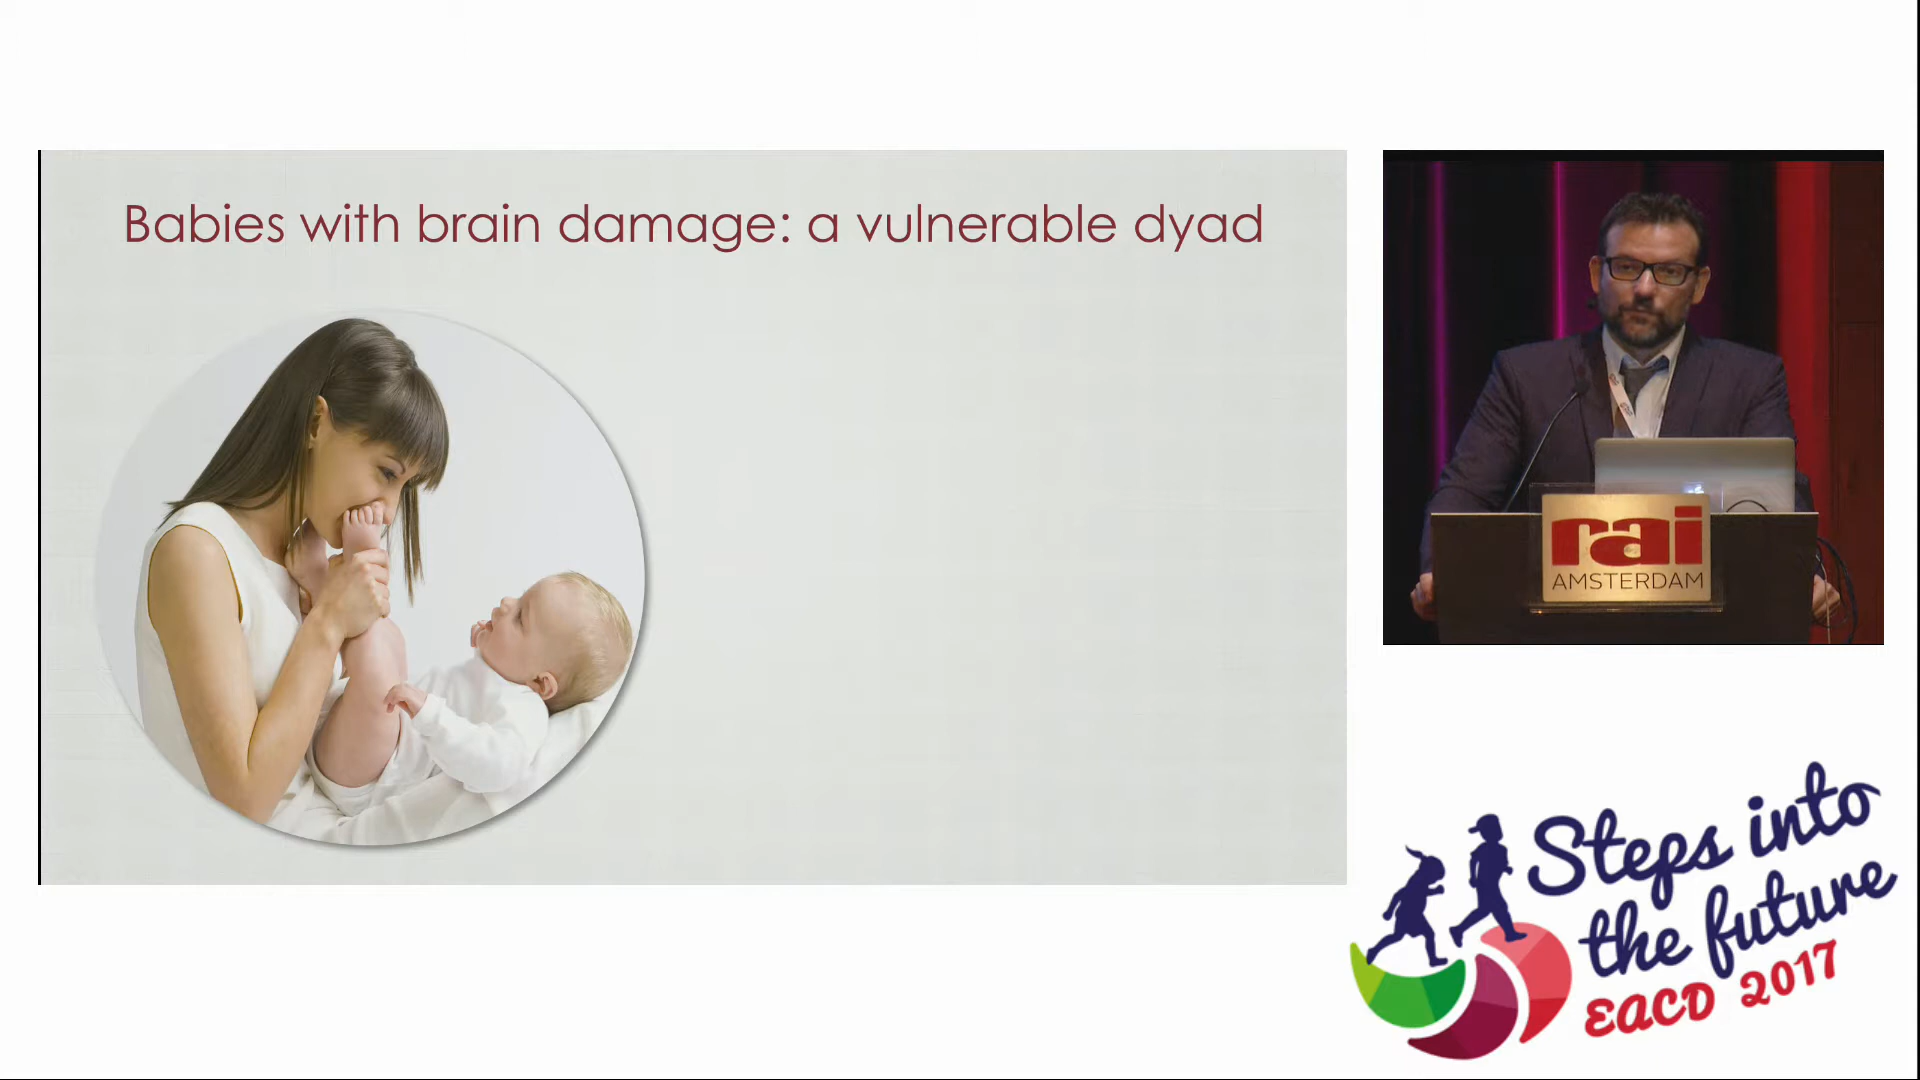 Babies with brain damage: a vulnerable dyad
rai
AMSTERDAM
Steps into
the future
EACD 2017